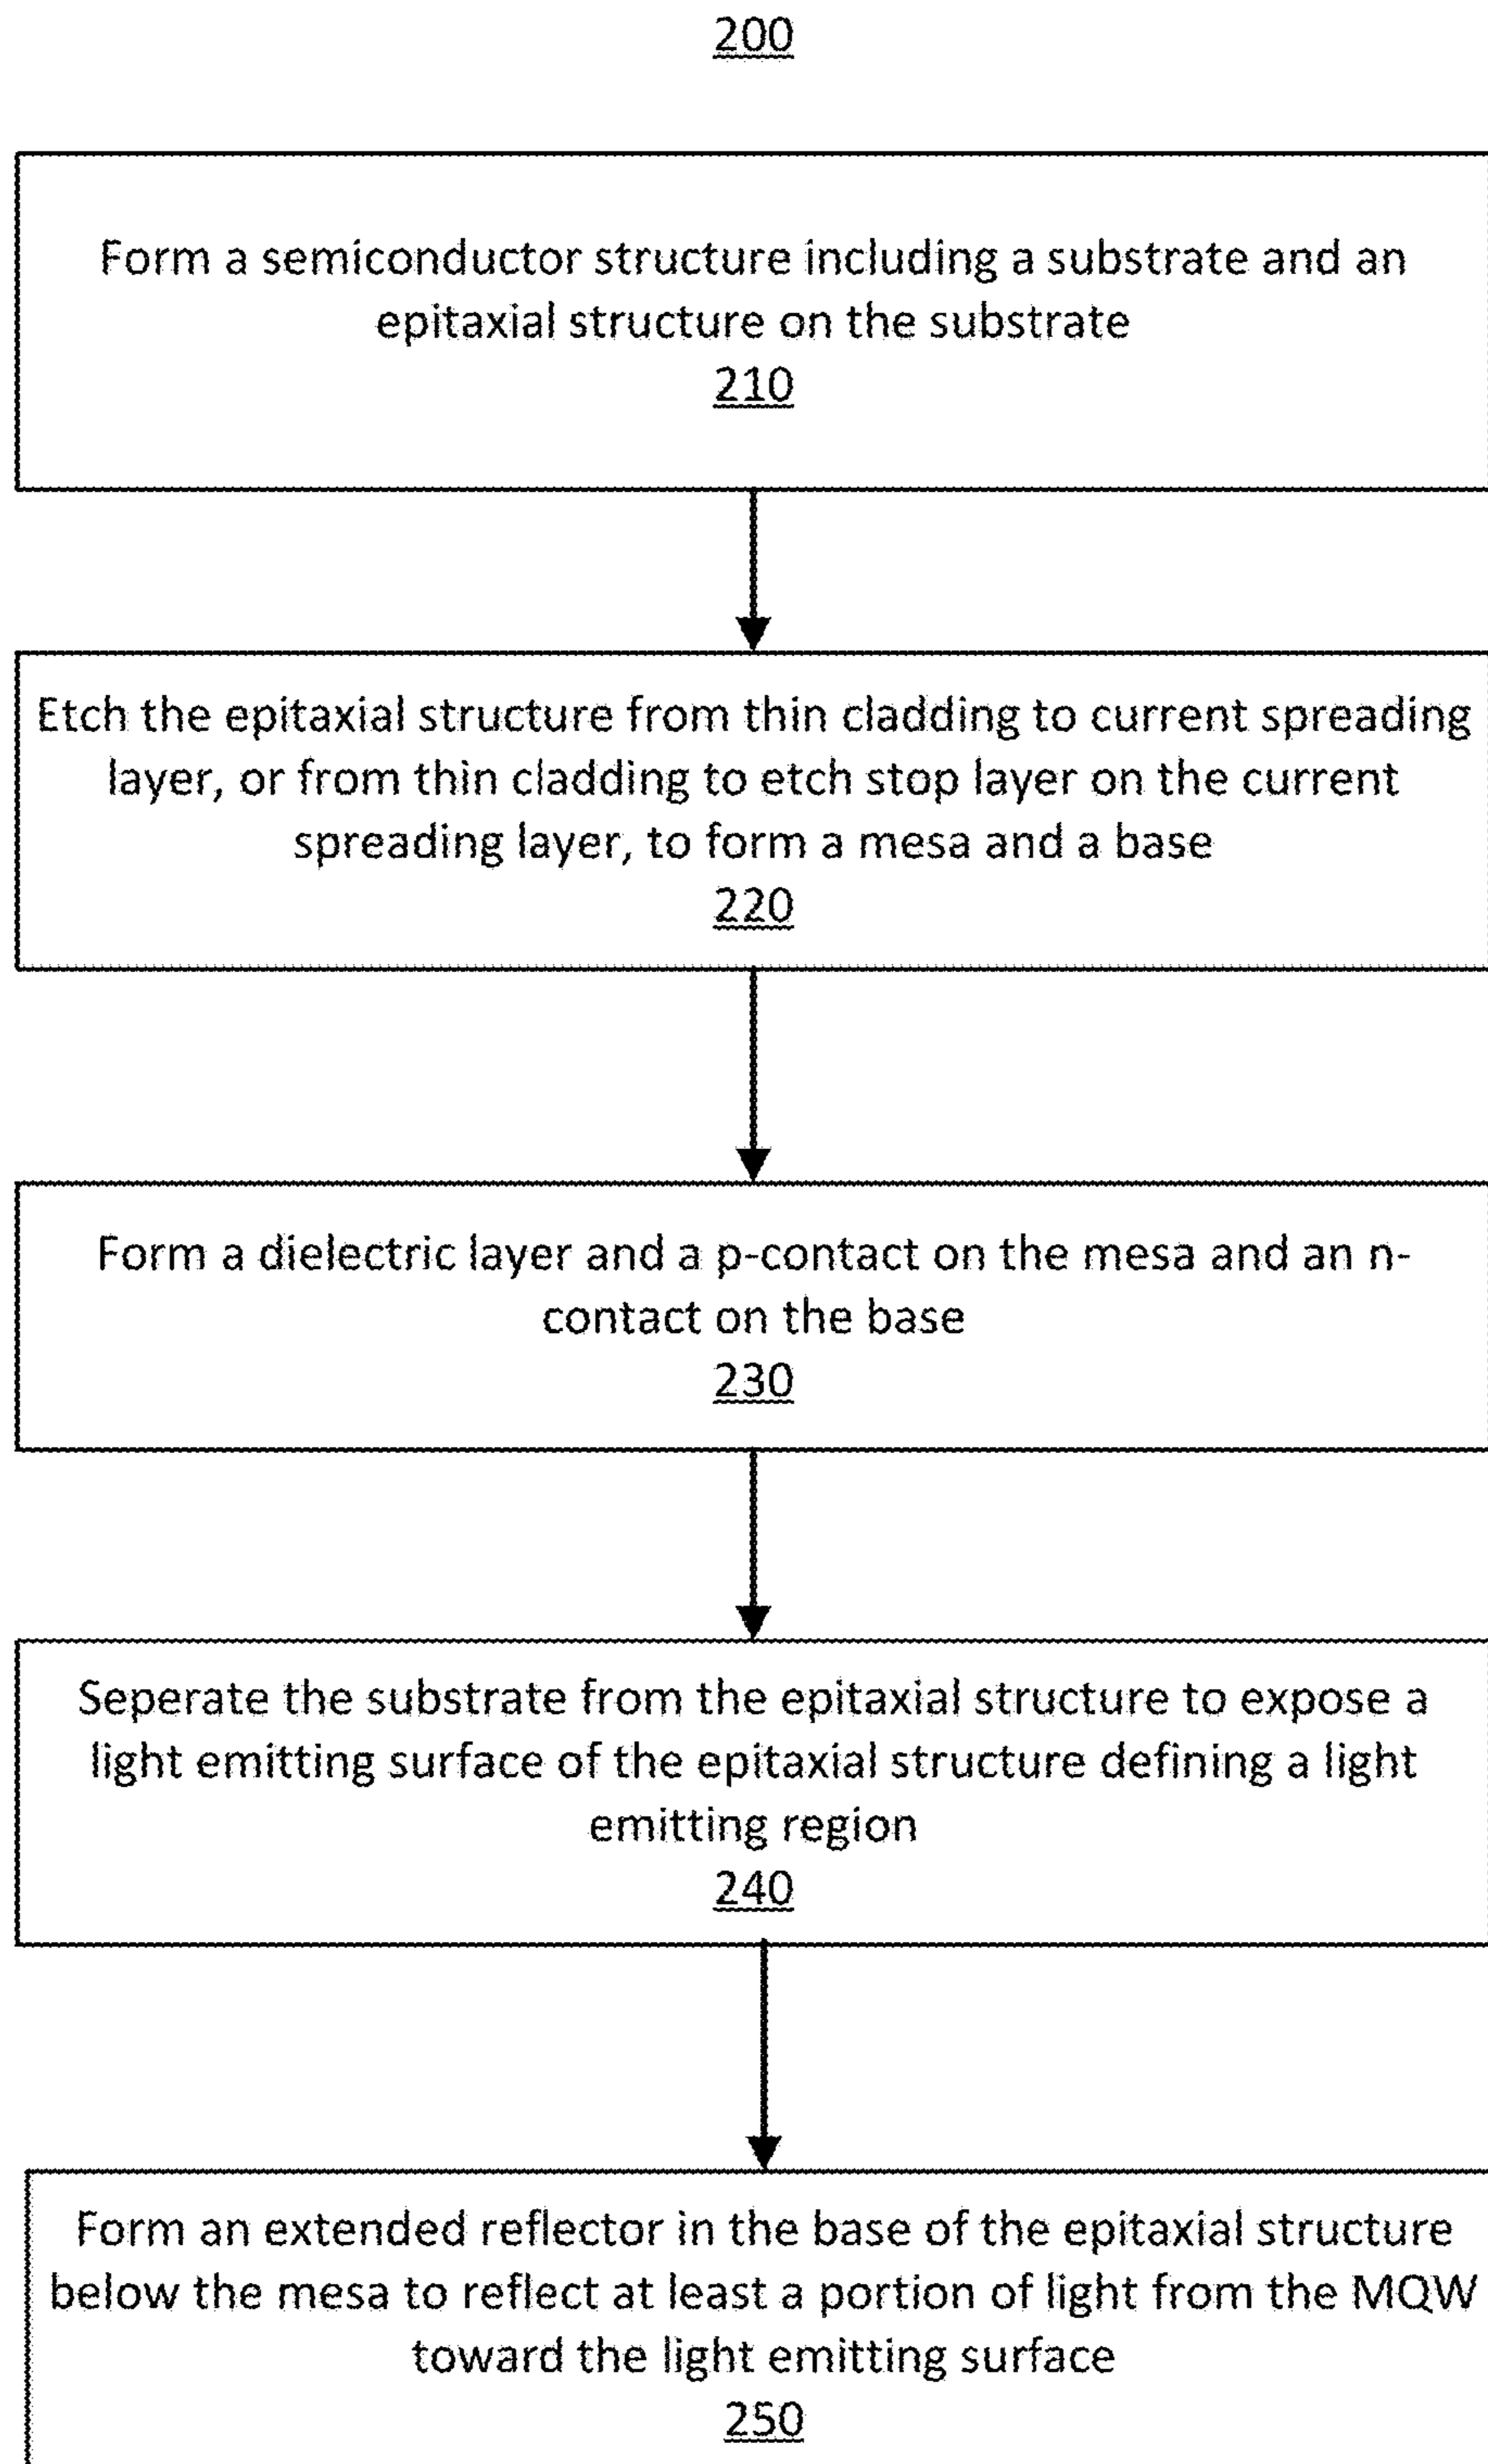 200
Form a semiconductor structure including a substrate and an
epitaxial structure on the substrate
210
Etch the epitaxial structure from thin cladding to current spreading
layer, or from thin cladding to etch stop layer on the current
spreading layer, to form a mesa and a base
220
Form a dielectric layer and a p-contact on the mesa and an n-
contact on the base
230
Seperate the substrate from the epitaxial structure to expose a
light emitting surface of the epitaxial structure defining a light
emitting region
240
Form an extended reflector in the base of the epitaxial structure
below the mesa to reflect at least a portion of light from the MQW
toward the light emitting surface
250